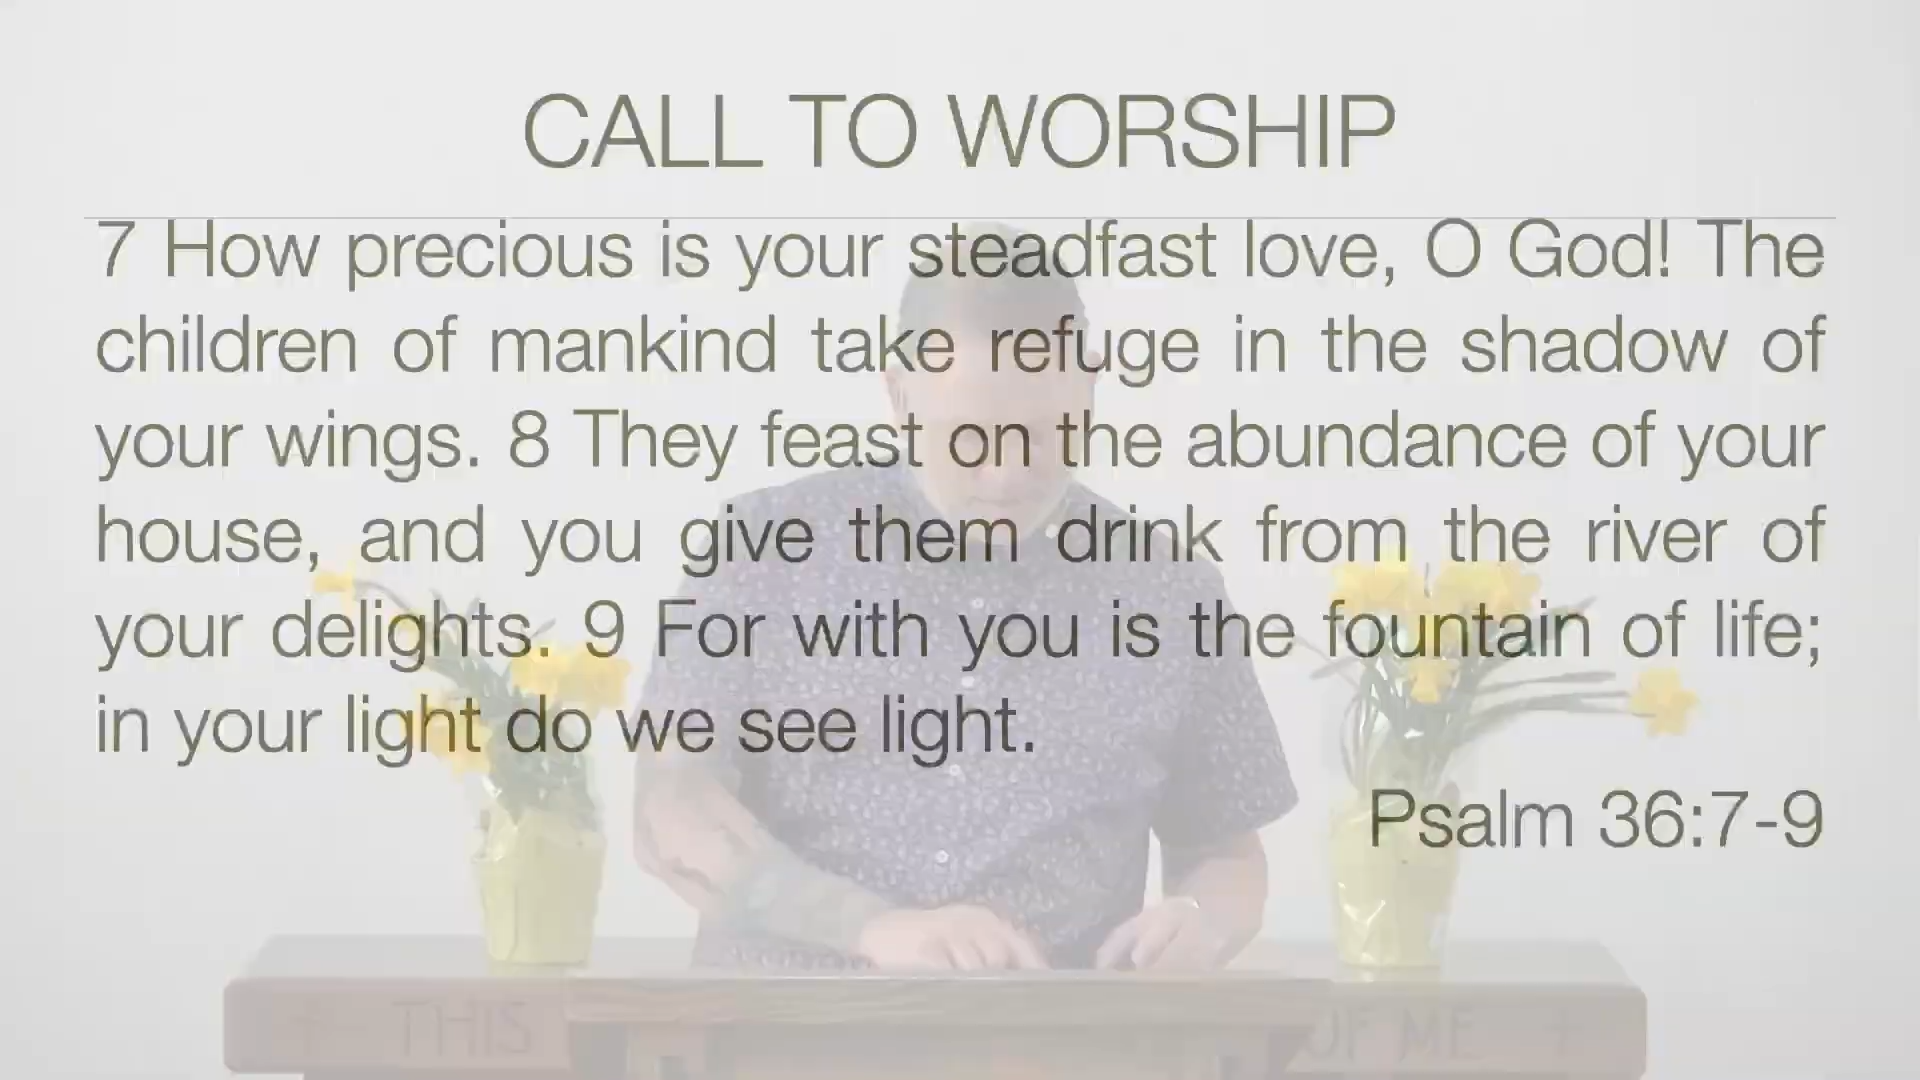 CALL TO WORSHIP
7 How precious is your steadfast love, O God! The
children of mankind take refuge in the shadow of
your wings. 8 They feast on the abundance of your
house, and you give them drink from the river of
your delights. 9 For with you is the fountain of life;
in your light do we see light.
Psalm 36:7-9
THIS OF ME